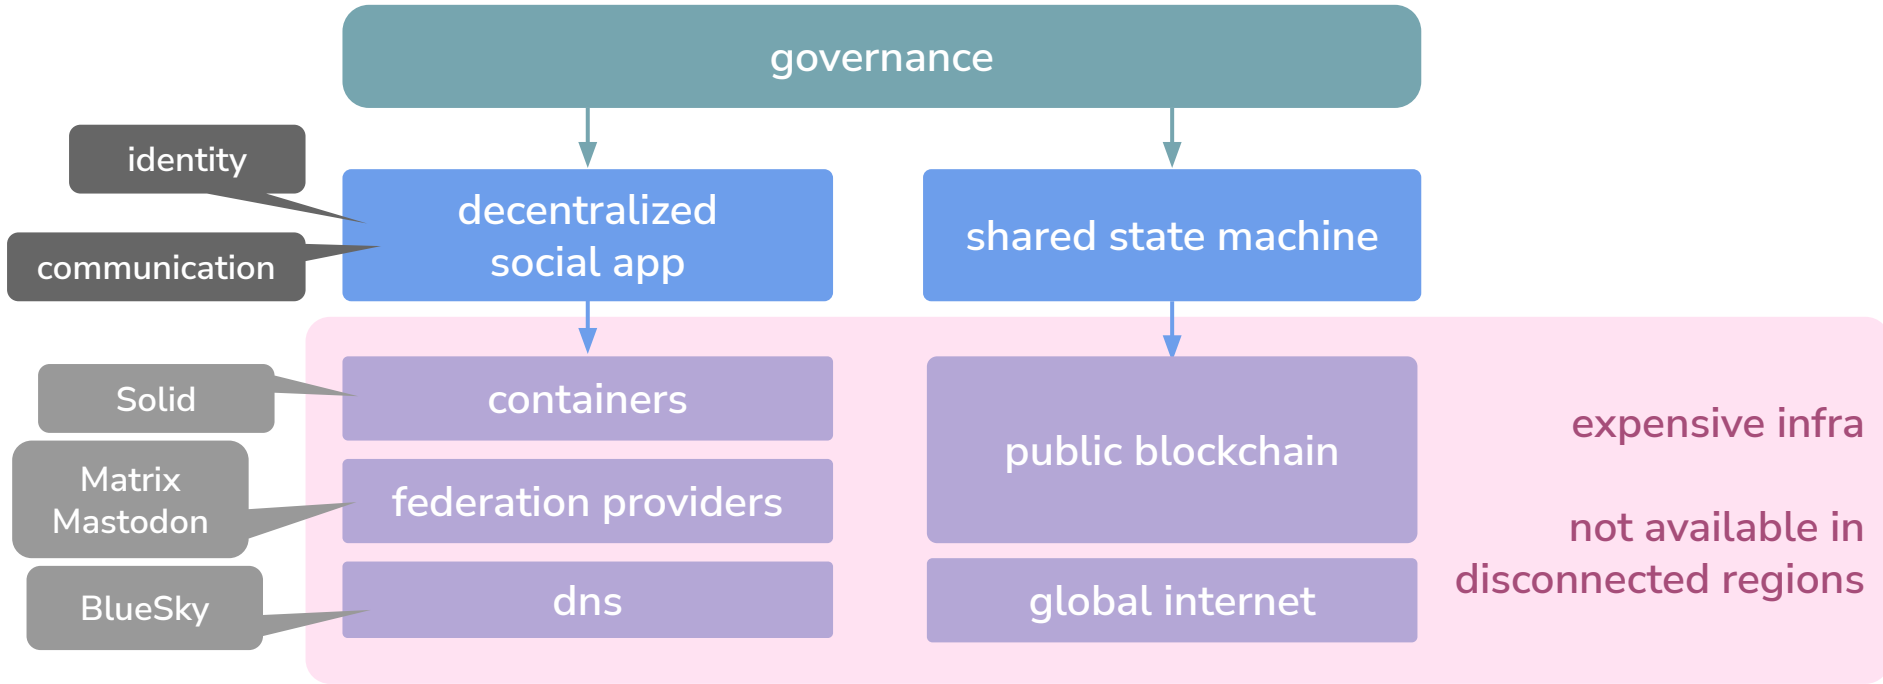 governance
identity
communication
decentralized
social app
shared state machine
Solid
Matrix
Mastodon
BlueSky
containers
federation providers
dns
public blockchain
global internet
expensive infra
not available in
disconnected regions